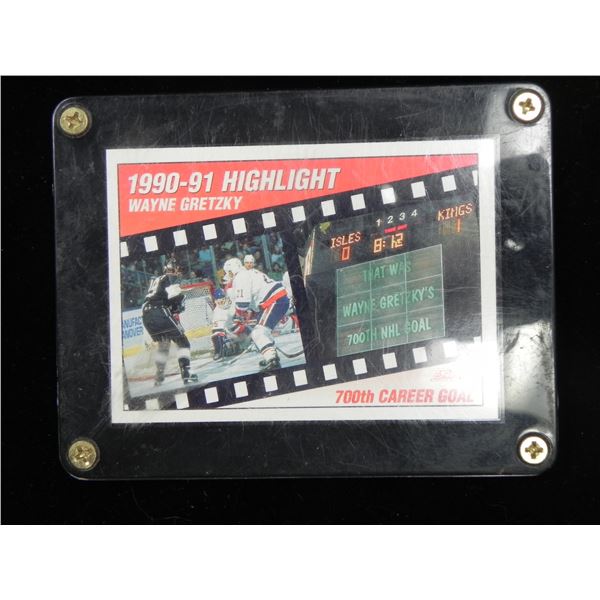 1990-91 HIGHLIGHT
WAYNE GRETZKY
1 2 3 4
ISLES
KINGS
0
8:12
1
THAT WAS
WAYNE GRETZKY'S
700TH NHL GOAL
21
700th CAREER GOAL